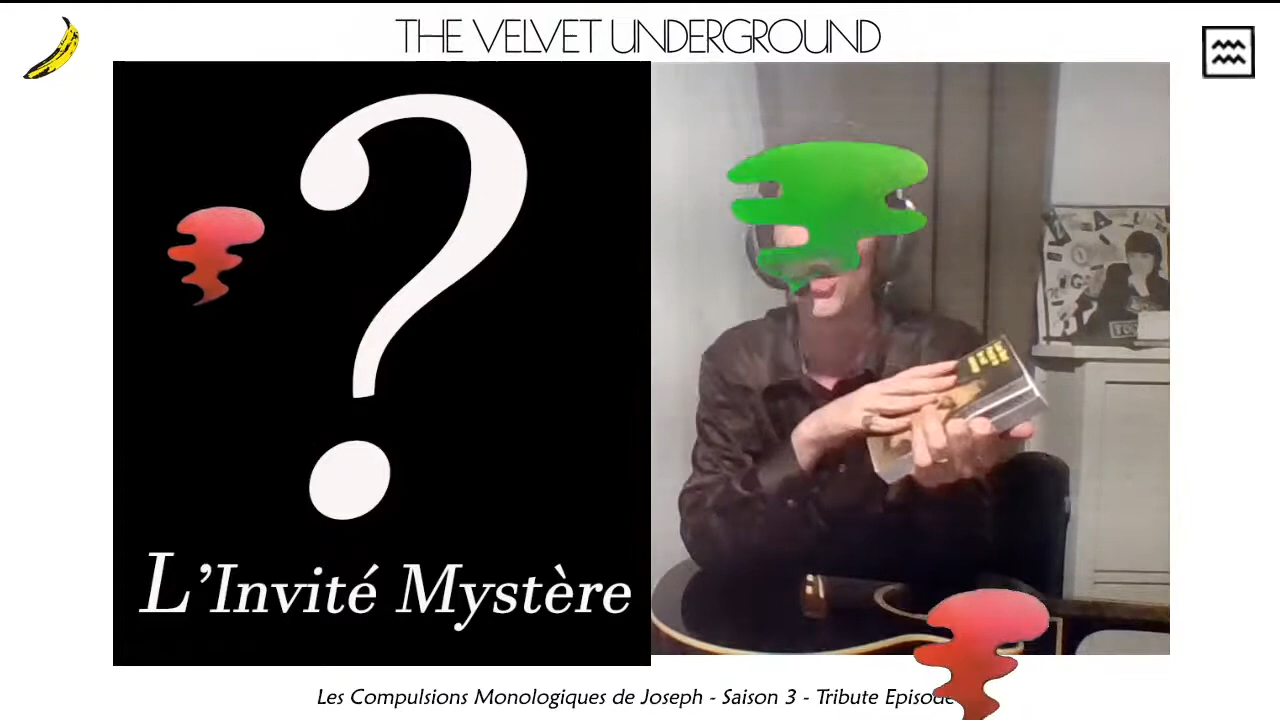 THE VELVET UNDERGROUND
L'Invité Mystère
Les Compulsions Monologiques de Joseph - Saison 3 - Tribute Episode